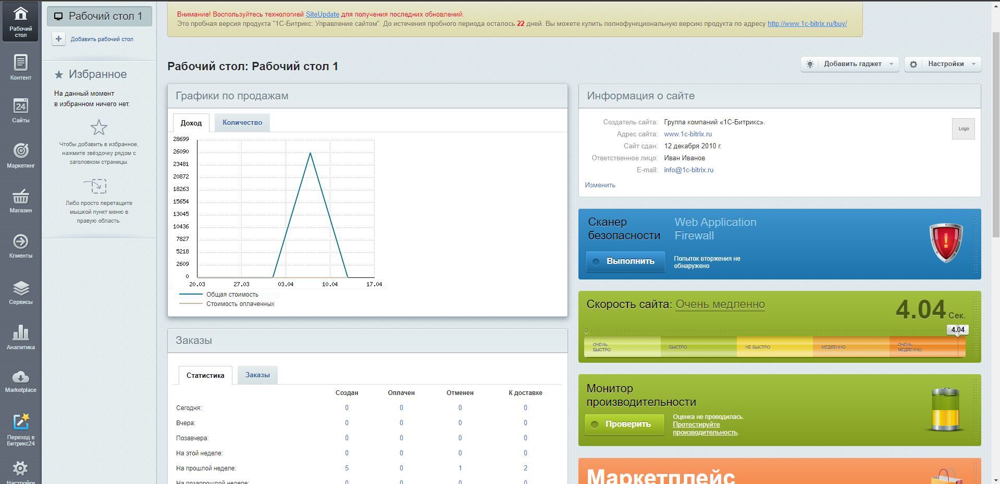 Рабочий
стол
Контент
24
Сайты
Маркетинг
Магазин
Клиенты
Сервисы
Аналитика
Marketplace
Переход в
Битрикс24
Настройки
Рабочий стол 1
Добавить рабочий стол
Избранное
На данный момент
в избранном ничего нет.
Чтобы добавить в избранное,
нажмите звёздочку рядом с
заголовком страницы.
Либо просто перетащите
мышкой пункт меню в
правую область.
Внимание! Воспользуйтесь технологией SiteUpdate для получения последних обновлений.
Это пробная версия продукта "1С-Битрикс: Управление сайтом". До истечения пробного периода осталось 22 дней. Вы можете купить полнофункциональную версию продукта по адресу http://www.1c-bitrix.ru/buy/
Рабочий стол: Рабочий стол 1
Добавить гаджет
Настройки
Графики по продажам
Доход Количество
28699
26090
23481
20872
18263
15654
13045
10436
7827
5218
2609
0
20.03 27.03 03.04 10.04 17.04
Общая стоимость
Стоимость оплаченных
Заказы
Статистика Заказы
Создан Оплачен Отменен К доставке
Сегодня: 0 0 0 0
Вчера: 0 0 0 0
Позавчера: 0 0 0 0
На этой неделе: 0 0 0 0
На прошлой неделе: 5 0 1 2
На позапрошлой неделе: 0 0 0 0
Информация о сайте
Создатель сайта: Группа компаний «1С-Битрикс».
Адрес сайта: www.1c-bitrix.ru
Сайт сдан: 12 декабря 2010 г.
Ответственное лицо: Иван Иванов
E-mail: info@1c-bitrix.ru
Изменить
Logo
Сканер
безопасности
Выполнить
Web Application
Firewall
Попыток вторжения не
обнаружено
Скорость сайта: Очень медленно
4.04 Сек.
0
4.04
ОЧЕНЬ
БЫСТРО
БЫСТРО
НЕ БЫСТРО
МЕДЛЕННО
ОЧЕНЬ
МЕДЛЕННО
Монитор
производительности
Проверить
Оценка не проводилась.
Протестируйте
производительность.
Маркетплейс